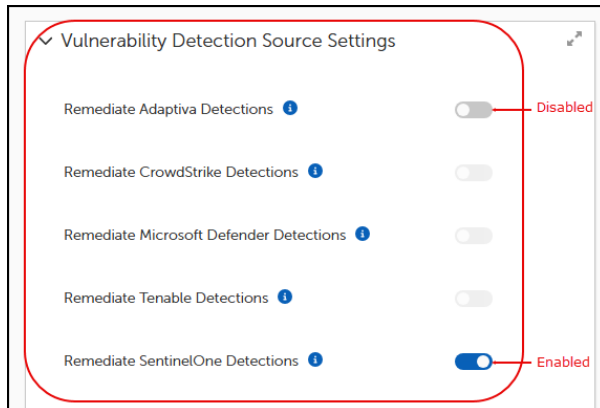 Vulnerability Detection Source Settings
Remediate Adaptiva Detections
Disabled
Remediate CrowdStrike Detections
Remediate Microsoft Defender Detections
Remediate Tenable Detections
Remediate SentinelOne Detections
Enabled